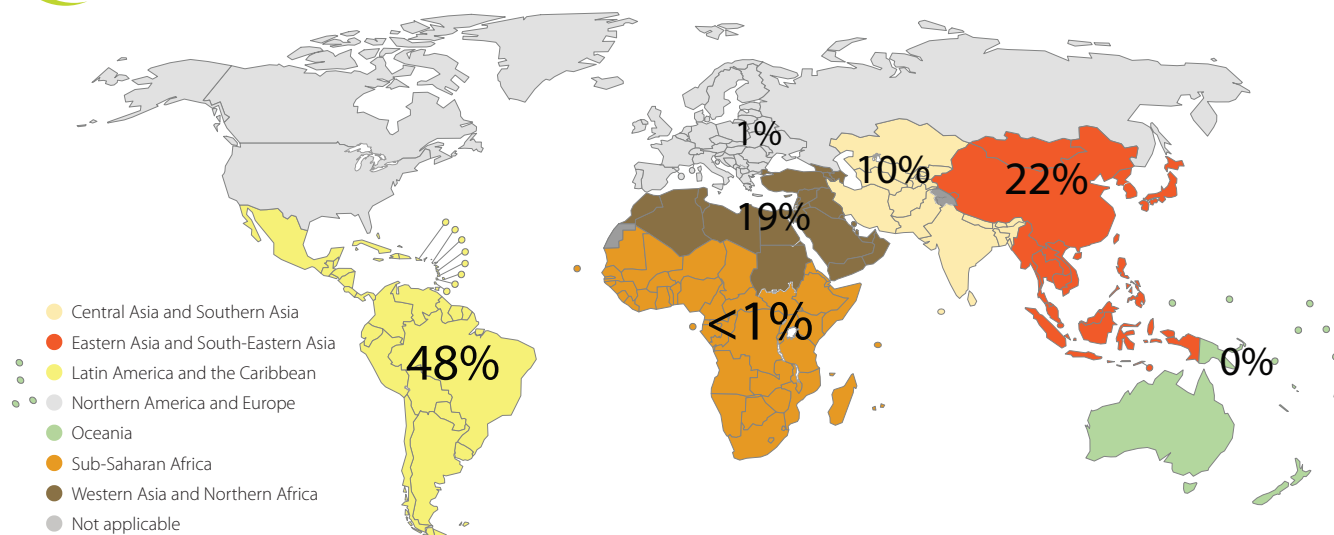 1%
10%
22%
19%
<1%
48%
0%
Central Asia and Southern Asia
Eastern Asia and South-Eastern Asia
Latin America and the Caribbean
Northern America and Europe
Oceania
Sub-Saharan Africa
Western Asia and Northern Africa
Not applicable